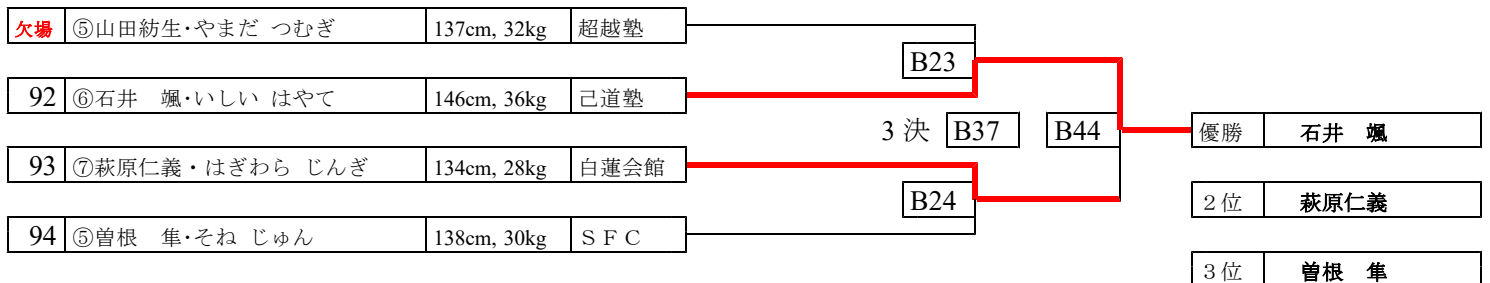 欠場 ⑤山田紡生･やまだ つむぎ 137cm, 32kg 超越塾
B23
92 ⑥石井　颯･いしい はやて 146cm, 36kg 己道塾
3 決 B37 B44 優勝 石井　颯
93 ⑦萩原仁義・はぎわら じんぎ 134cm, 28kg 白蓮会館
B24 ２位 萩原仁義
94 ⑤曽根　隼･そね じゅん 138cm, 30kg ＳＦＣ
３位 曽根　隼